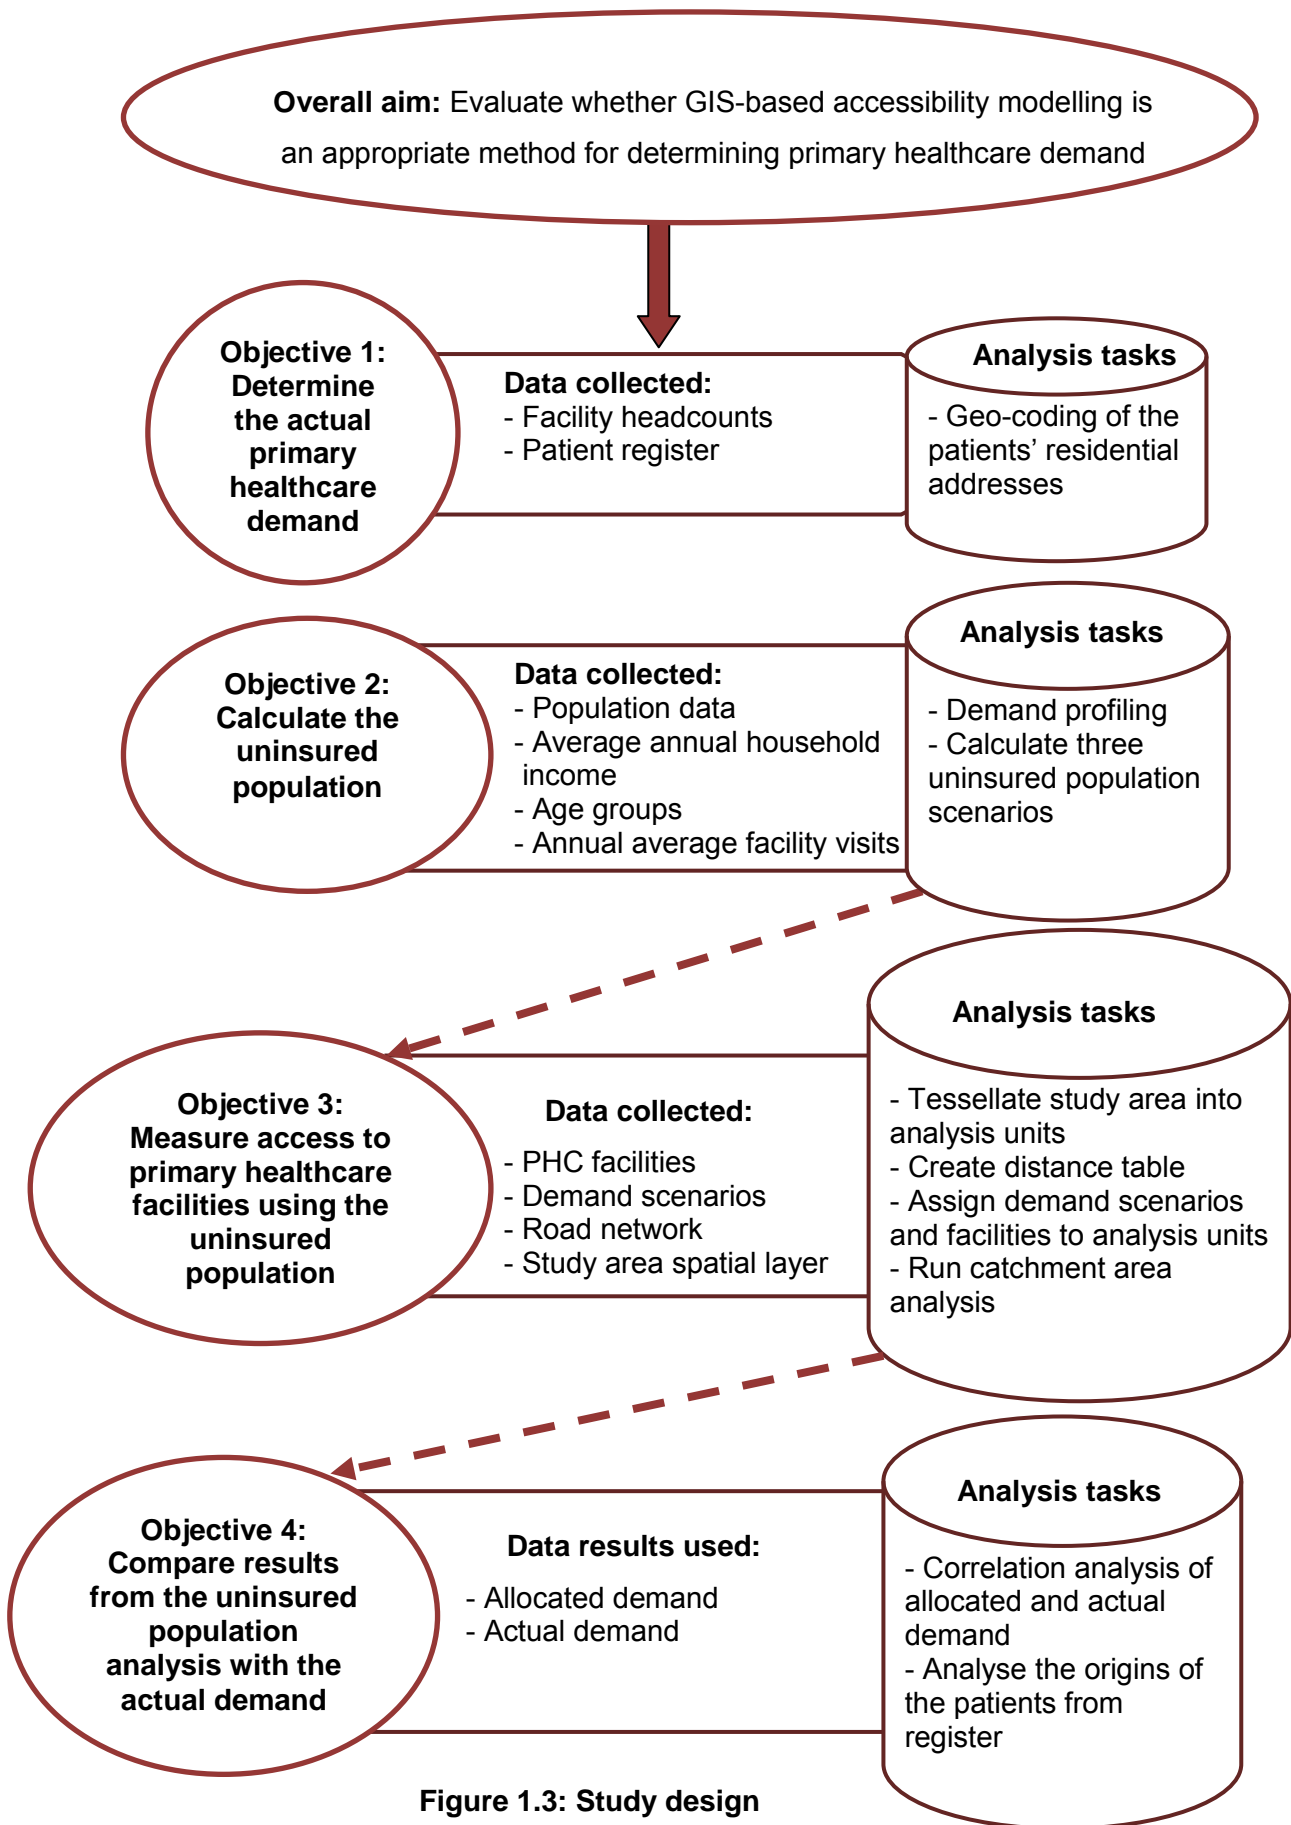 Overall aim: Evaluate whether GIS-based accessibility modelling is
an appropriate method for determining primary healthcare demand
Objective 1:
Determine
the actual
primary
healthcare
demand
Data collected:
- Facility headcounts
- Patient register
Analysis tasks
- Geo-coding of the
patients’ residential
addresses
Objective 2:
Calculate the
uninsured
population
Data collected:
- Population data
- Average annual household
income
- Age groups
- Annual average facility visits
Analysis tasks
- Demand profiling
- Calculate three
uninsured population
scenarios
Objective 3:
Measure access to
primary healthcare
facilities using the
uninsured
population
Data collected:
- PHC facilities
- Demand scenarios
- Road network
- Study area spatial layer
Analysis tasks
- Tessellate study area into
analysis units
- Create distance table
- Assign demand scenarios
and facilities to analysis units
- Run catchment area
analysis
Objective 4:
Compare results
from the uninsured
population
analysis with the
actual demand
Data results used:
- Allocated demand
- Actual demand
Analysis tasks
- Correlation analysis of
allocated and actual
demand
- Analyse the origins of
the patients from
register
Figure 1.3: Study design